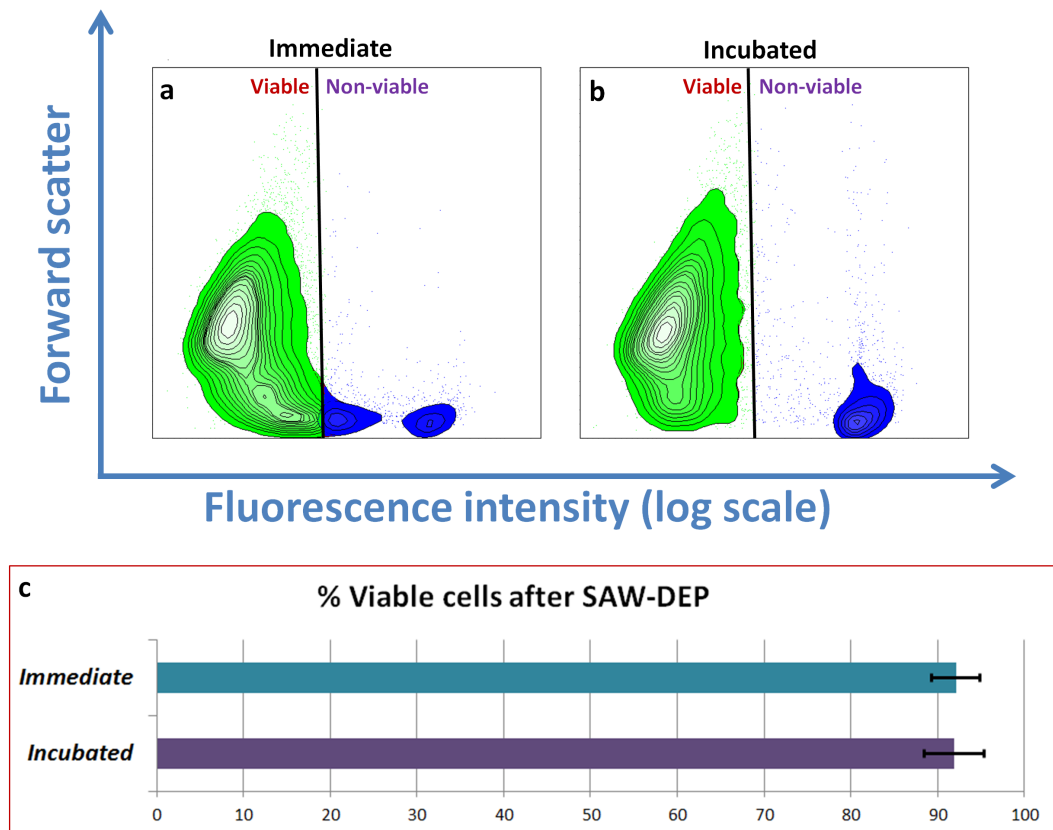 Immediate
Incubated
a
Viable
Non-viable
b
Viable
Non-viable
Forward scatter
Fluorescence intensity (log scale)
c
% Viable cells after SAW-DEP
Immediate
Incubated
0 10 20 30 40 50 60 70 80 90 100